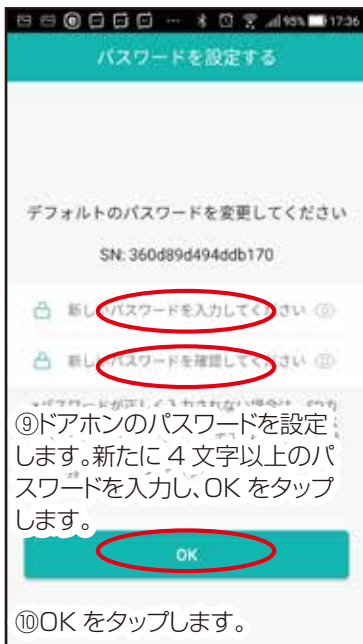 95% 17:36
パスワードを設定する
デフォルトのパスワードを変更してください
SN: 360d89d494ddb170
新しいパスワードを入力してください
新しいパスワードを確認してください
⑨ドアホンのパスワードを設定
します。新たに 4 文字以上のパ
スワードを入力し、OK をタップ
します。
OK
⑩OK をタップします。